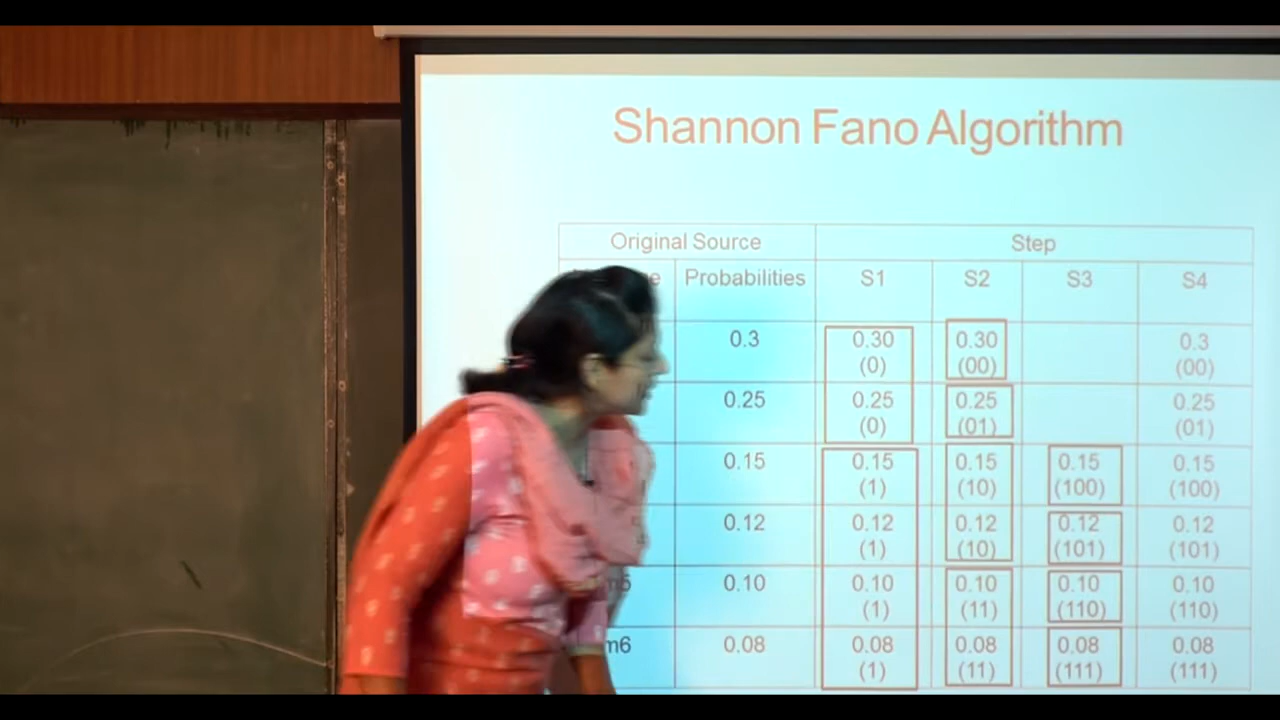 Shannon Fano Algorithm
Original Source Step
Probabilities S1 S2 S3 S4
0.3 0.30 0.30 0.3
(0) (00) (00)
0.25 0.25 0.25 0.25
(0) (01) (01)
0.15 0.15 0.15 0.15 0.15
(1) (10) (100) (100)
0.12 0.12 0.12 0.12 0.12
(1) (10) (101) (101)
m5 0.10 0.10 0.10 0.10 0.10
(1) (11) (110) (110)
m6 0.08 0.08 0.08 0.08 0.08
(1) (11) (111) (111)